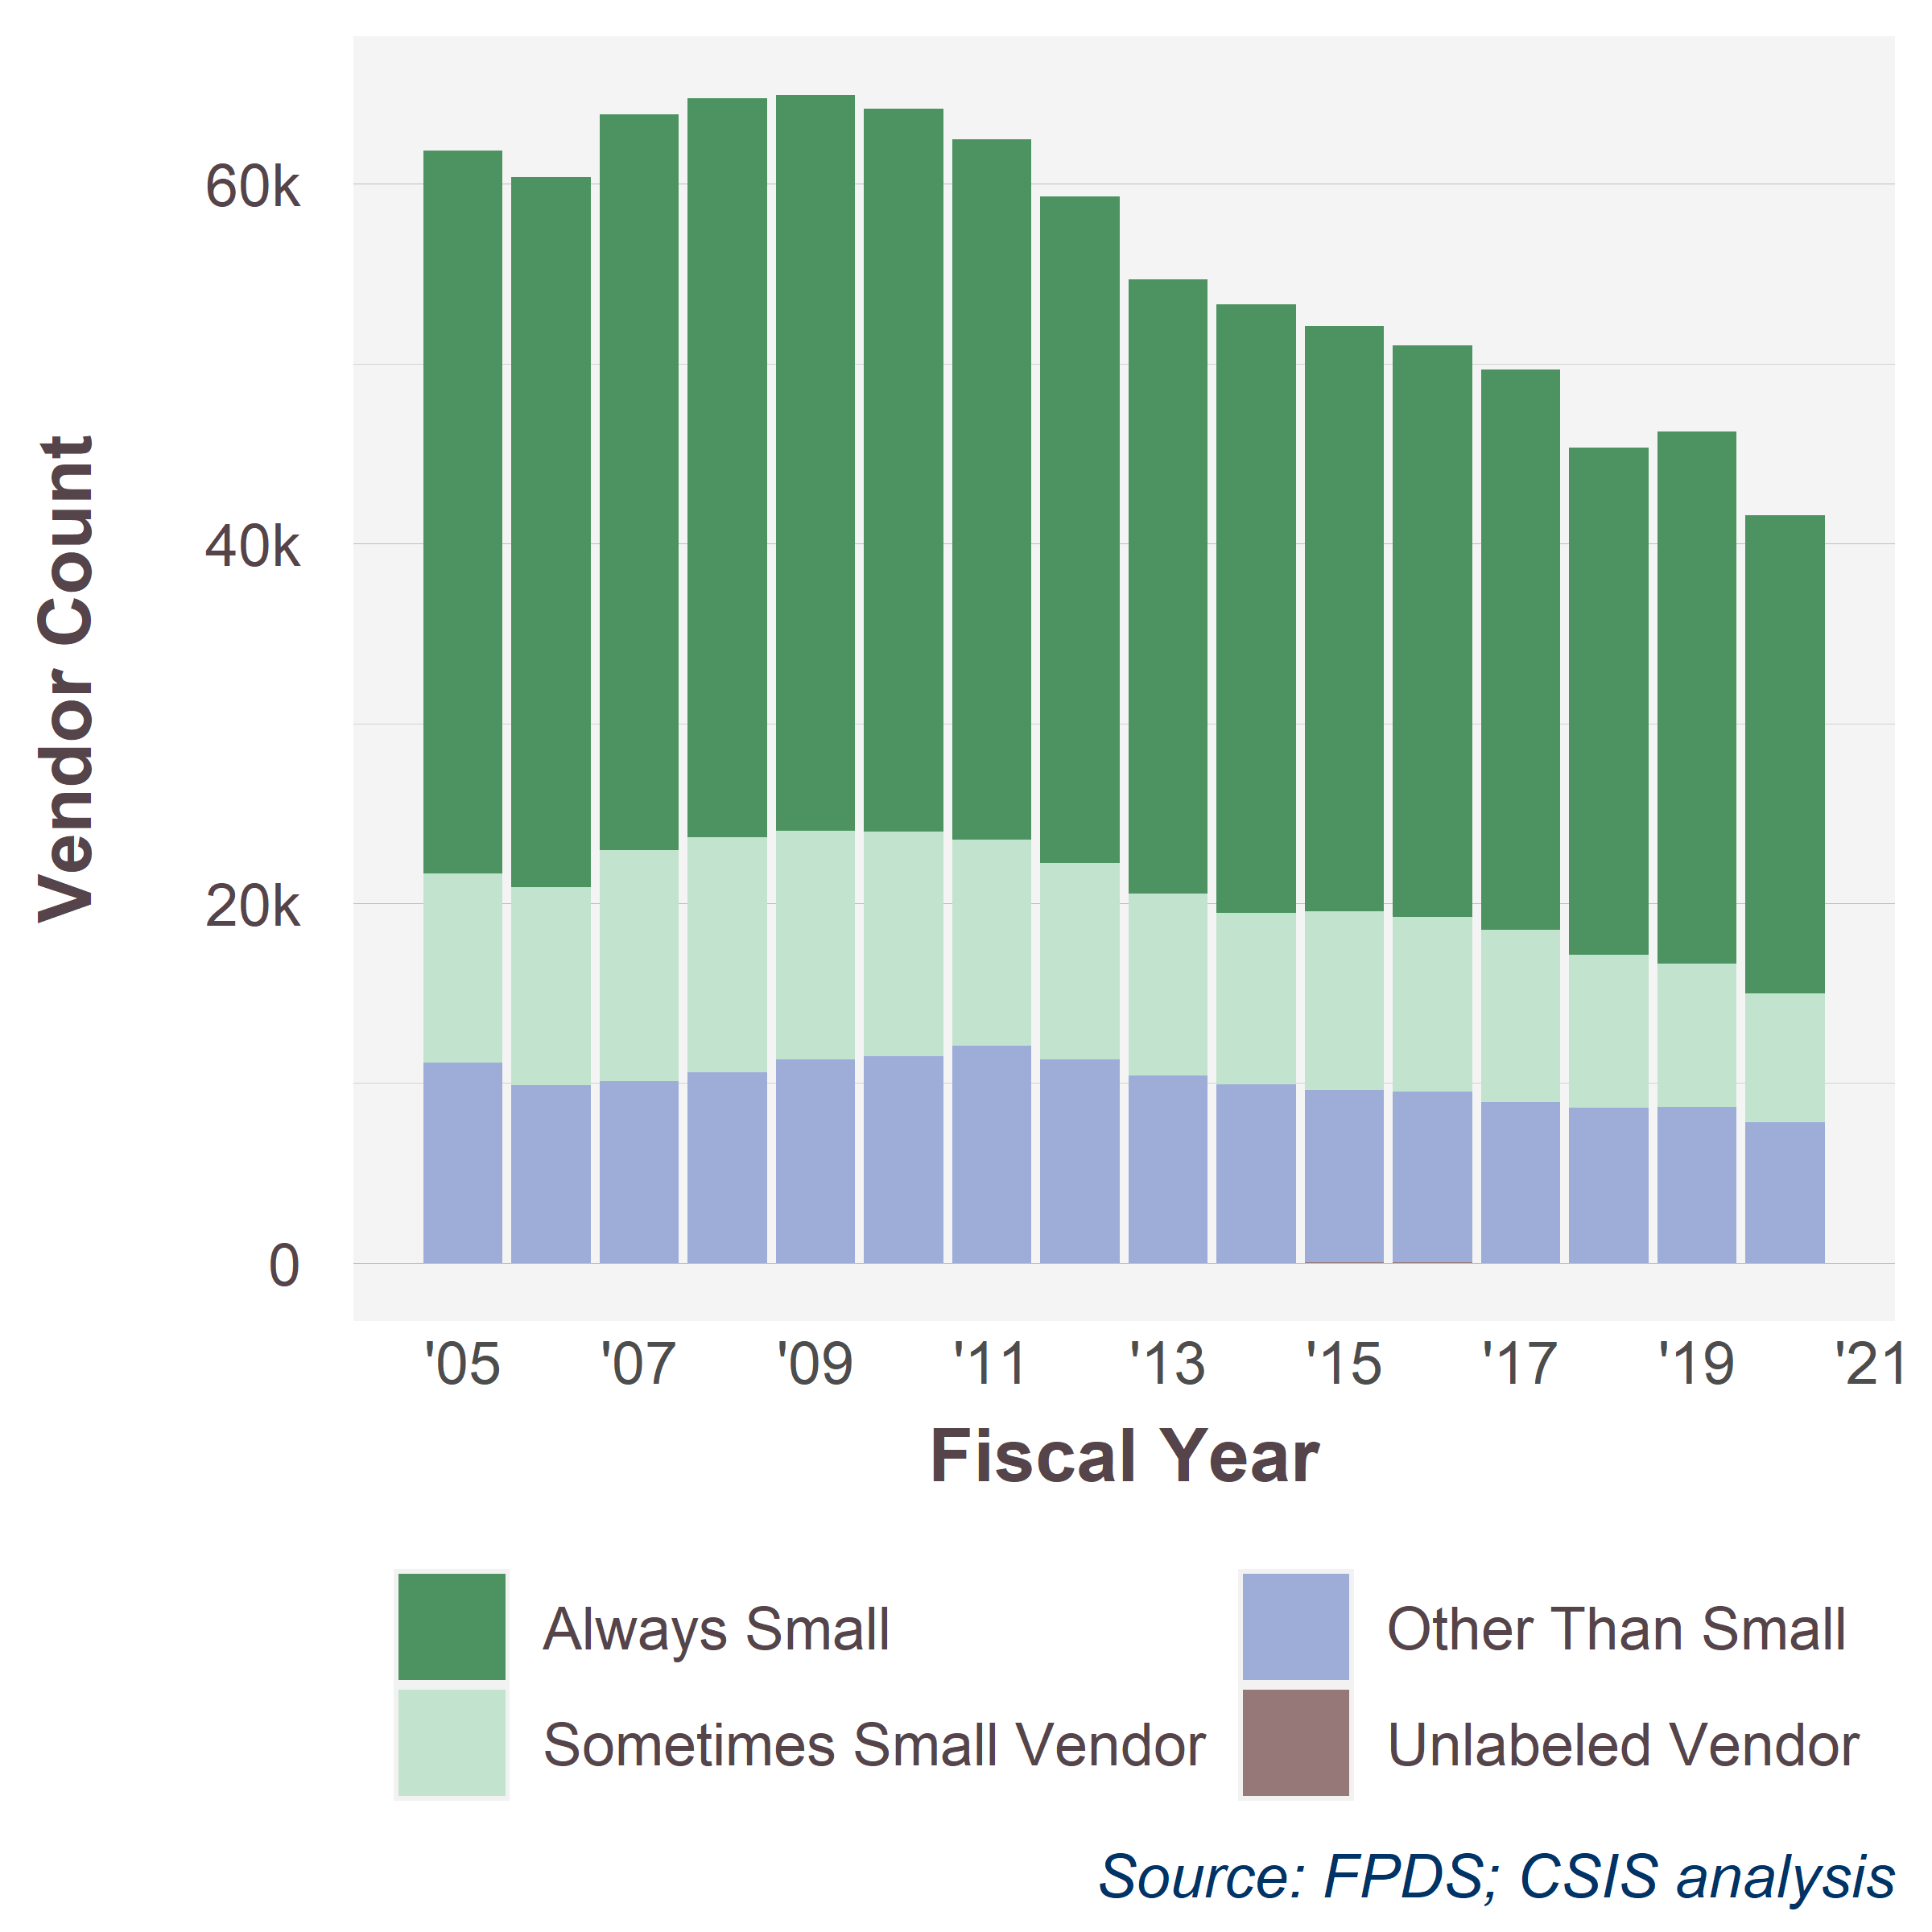 Vendor Count
60k
40k
20k
0
'05 '07 '09 '11 '13 '15 '17 '19 '21
Fiscal Year
Always Small
Other Than Small
Sometimes Small Vendor
Unlabeled Vendor
Source: FPDS; CSIS analysis